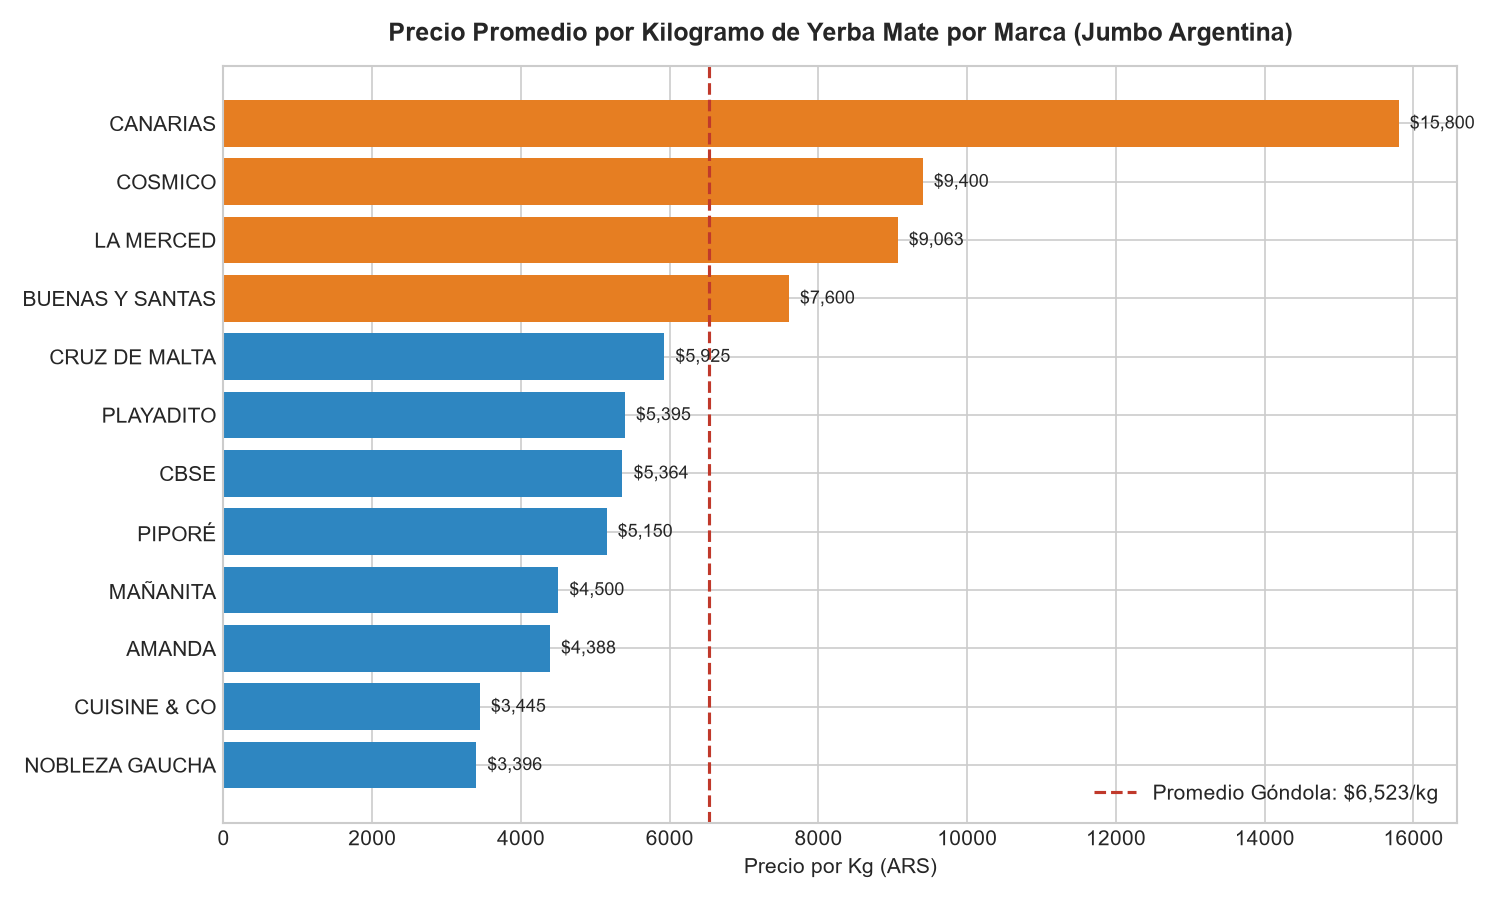 Precio Promedio por Kilogramo de Yerba Mate por Marca (Jumbo Argentina)
CANARIAS $15,800
COSMICO $9,400
LA MERCED $9,063
BUENAS Y SANTAS $7,600
CRUZ DE MALTA $5,925
PLAYADITO $5,395
CBSE $5,364
PIPORÉ $5,150
MAÑANITA $4,500
AMANDA $4,388
CUISINE & CO $3,445
NOBLEZA GAUCHA $3,396
Promedio Góndola: $6,523/kg
0 2000 4000 6000 8000 10000 12000 14000 16000
Precio por Kg (ARS)